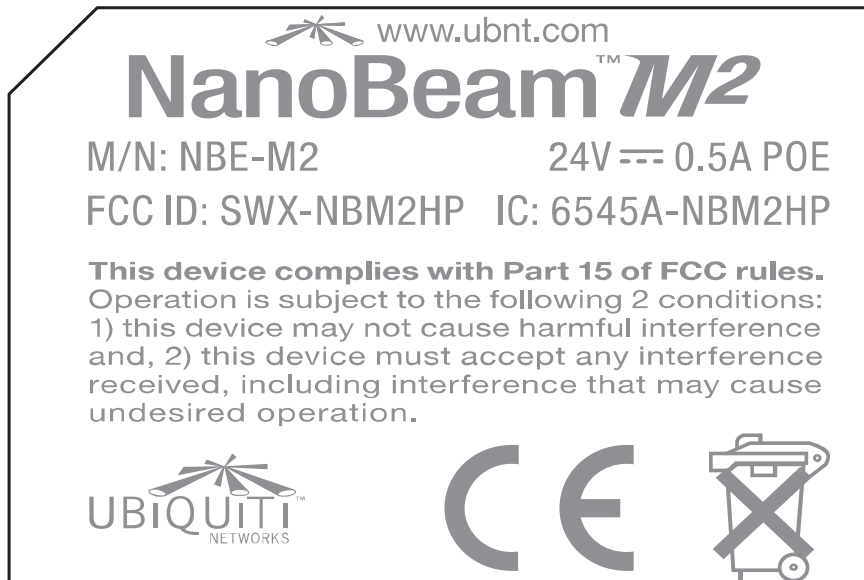 www.ubnt.com
NanoBeam™ M2
M/N: NBE-M2 24V ⎓ 0.5A POE
FCC ID: SWX-NBM2HP IC: 6545A-NBM2HP
This device complies with Part 15 of FCC rules.
Operation is subject to the following 2 conditions:
1) this device may not cause harmful interference
and, 2) this device must accept any interference
received, including interference that may cause
undesired operation.
UBiQUiTi™
NETWORKS
CE